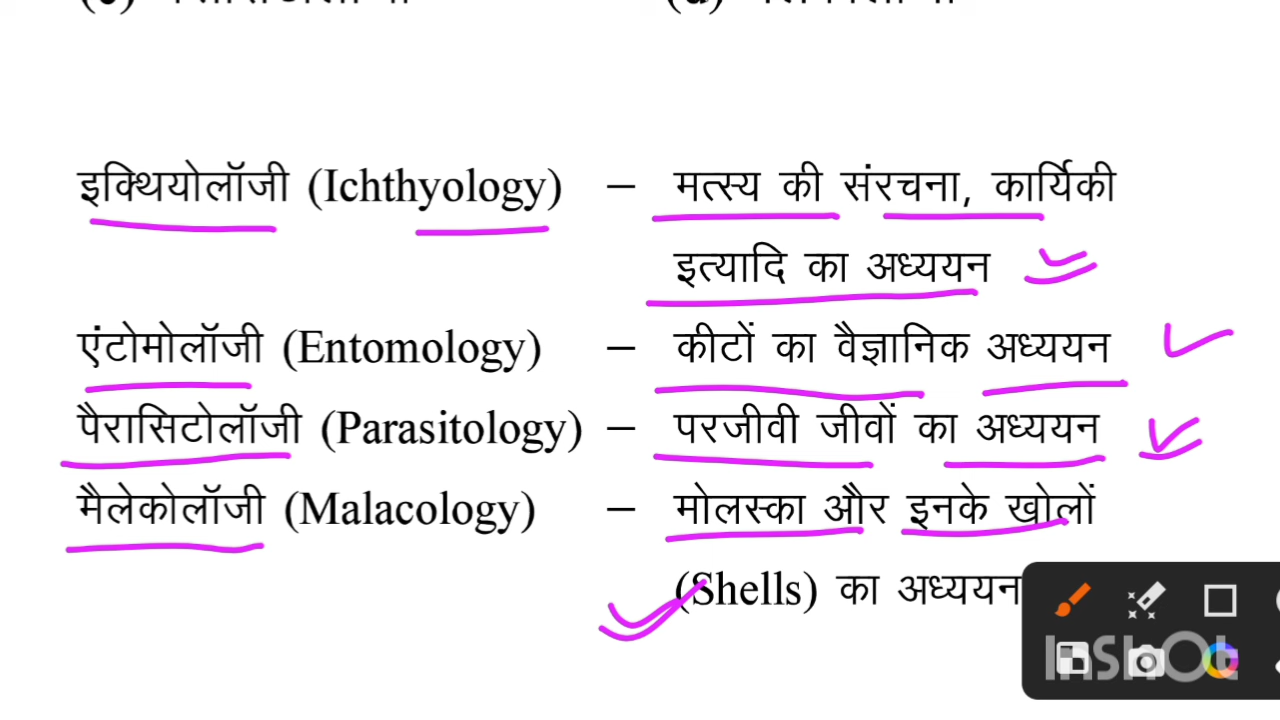 इक्थियोलॉजी (Ichthyology) – मत्स्य की संरचना, कार्यिकी
इत्यादि का अध्ययन
एंटोमोलॉजी (Entomology) – कीटों का वैज्ञानिक अध्ययन
पैरासिटोलॉजी (Parasitology) – परजीवी जीवों का अध्ययन
मैलेकोलॉजी (Malacology) – मोलस्का और इनके खोलों
(Shells) का अध्ययन
InShOt